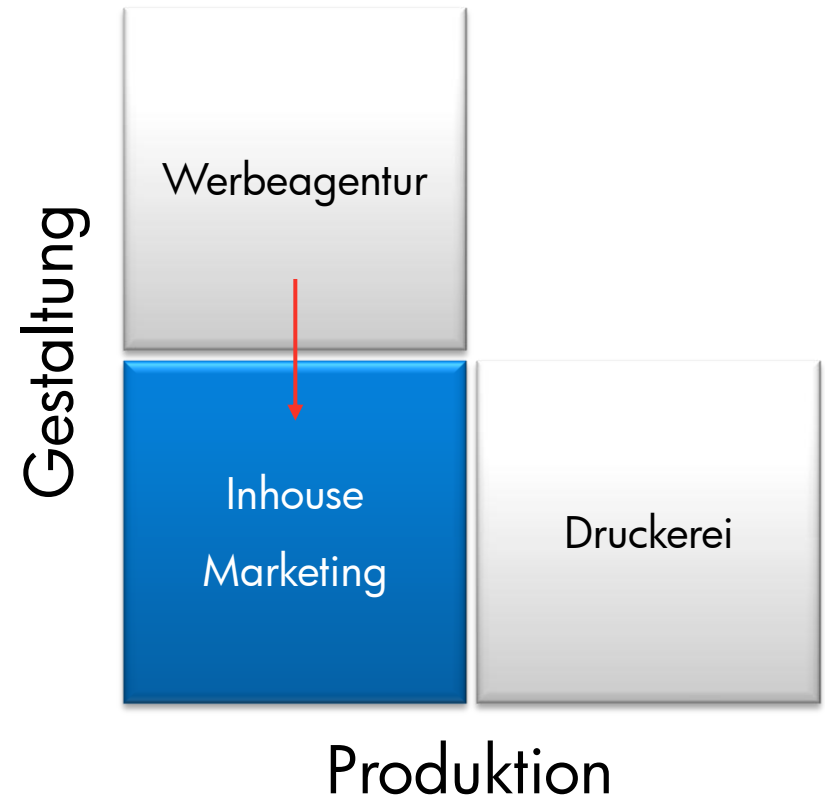 Gestaltung
Werbeagentur
Inhouse
Marketing
Druckerei
Produktion